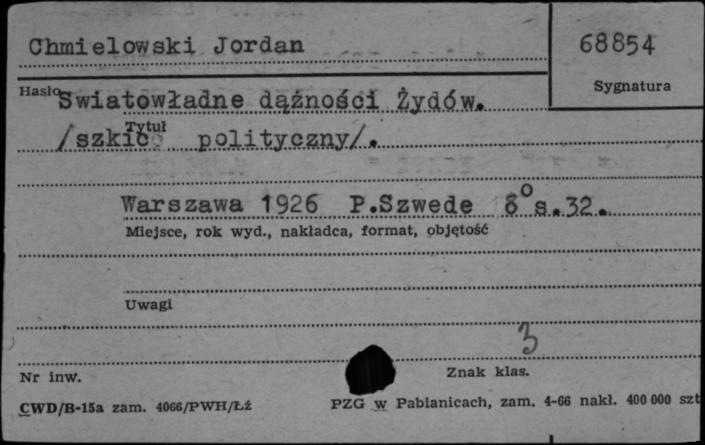 Chmielowski Jordan
68854
Hasło
Sygnatura
Swiatowładne dążności Żydów.
Tytuł
/szkic polityczny/.
Warszawa 1926 P.Szwede 8° s.32.
Miejsce, rok wyd., nakładca, format, objętość
Uwagi
3
Nr inw.
Znak klas.
CWD/B-15a zam. 4066/PWH/Łź
PZG w Pabianicach, zam. 4-66 nakł. 400 000 szt